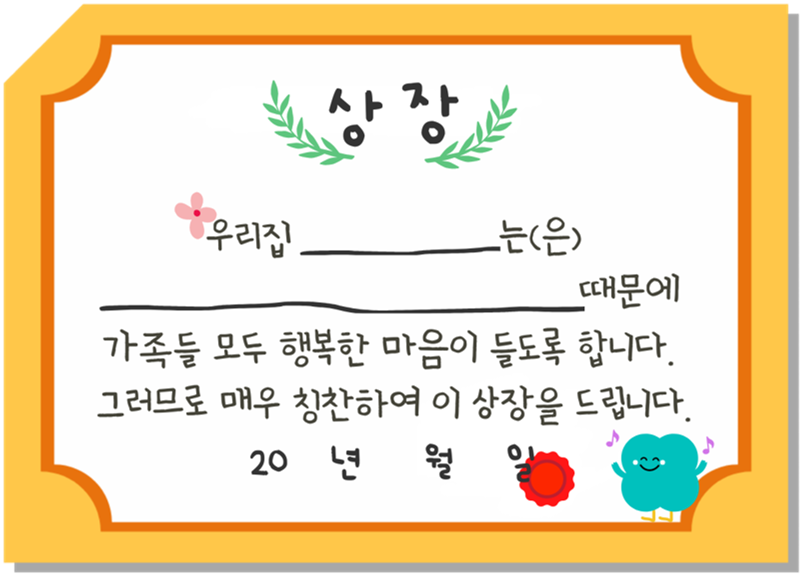 상 장
우리집 ____________ 는(은)
______________________________ 때문에
가족들 모두 행복한 마음이 들도록 합니다.
그러므로 매우 칭찬하여 이 상장을 드립니다.
20 년 월 일